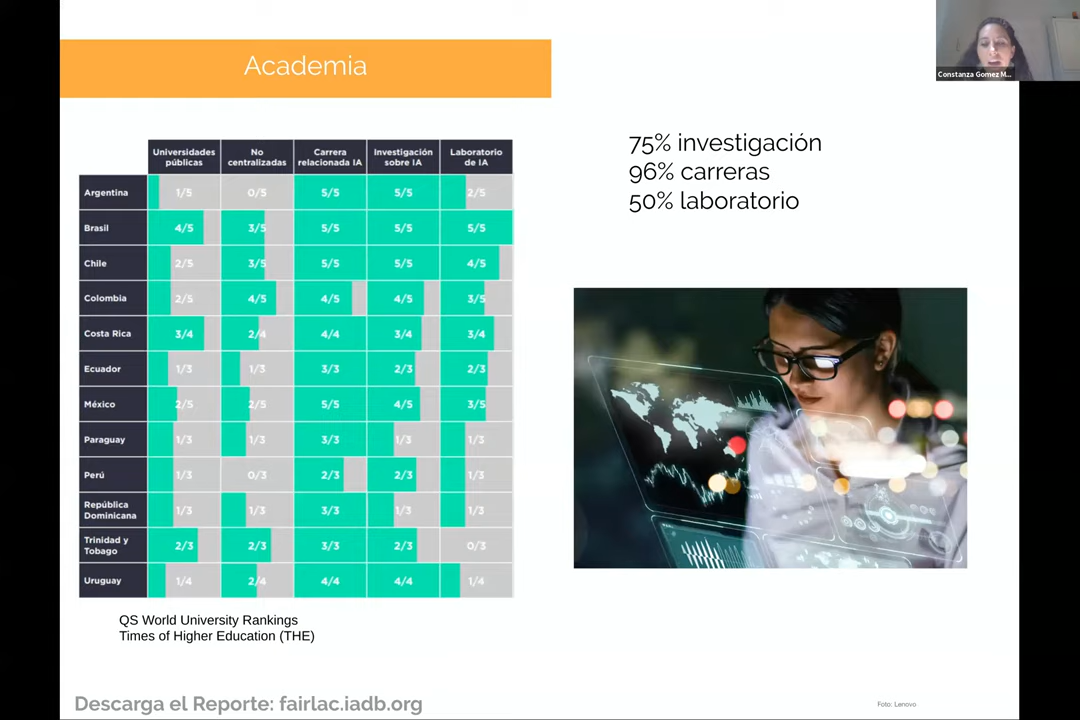 Academia
Constanza Gomez M...
75% investigación
96% carreras
50% laboratorio
Universidades públicas No centralizadas Carrera relacionada IA Investigación sobre IA Laboratorio de IA
Argentina 1/5 0/5 5/5 5/5 2/5
Brasil 4/5 3/5 5/5 5/5 5/5
Chile 2/5 3/5 5/5 5/5 4/5
Colombia 2/5 4/5 4/5 4/5 3/5
Costa Rica 3/4 2/4 4/4 3/4 3/4
Ecuador 1/3 1/3 3/3 2/3 2/3
México 2/5 2/5 5/5 4/5 3/5
Paraguay 1/3 1/3 3/3 1/3 1/3
Perú 1/3 0/3 2/3 2/3 1/3
República Dominicana 1/3 1/3 3/3 1/3 1/3
Trinidad y Tobago 2/3 2/3 3/3 2/3 0/3
Uruguay 1/4 2/4 4/4 4/4 1/4
QS World University Rankings
Times of Higher Education (THE)
Descarga el Reporte: fairlac.iadb.org
Foto: Lenovo